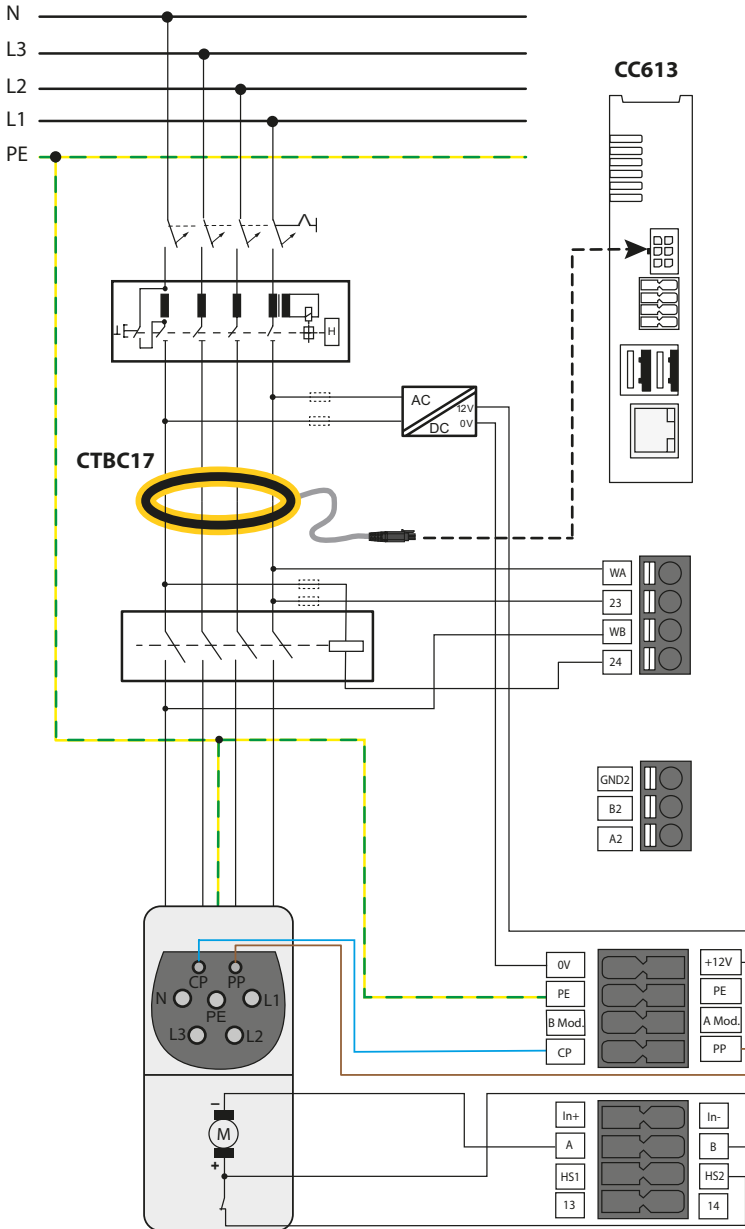 N
L3
L2
L1
PE
CC613
H
AC
DC
12V
0V
CTBC17
WA
23
WB
24
GND2
B2
A2
CP PP
N
L1
PE
L3
L2
0V
+12V
PE
PE
B Mod.
A Mod.
CP
PP
−
M
+
In+
In-
A
B
HS1
HS2
13
14